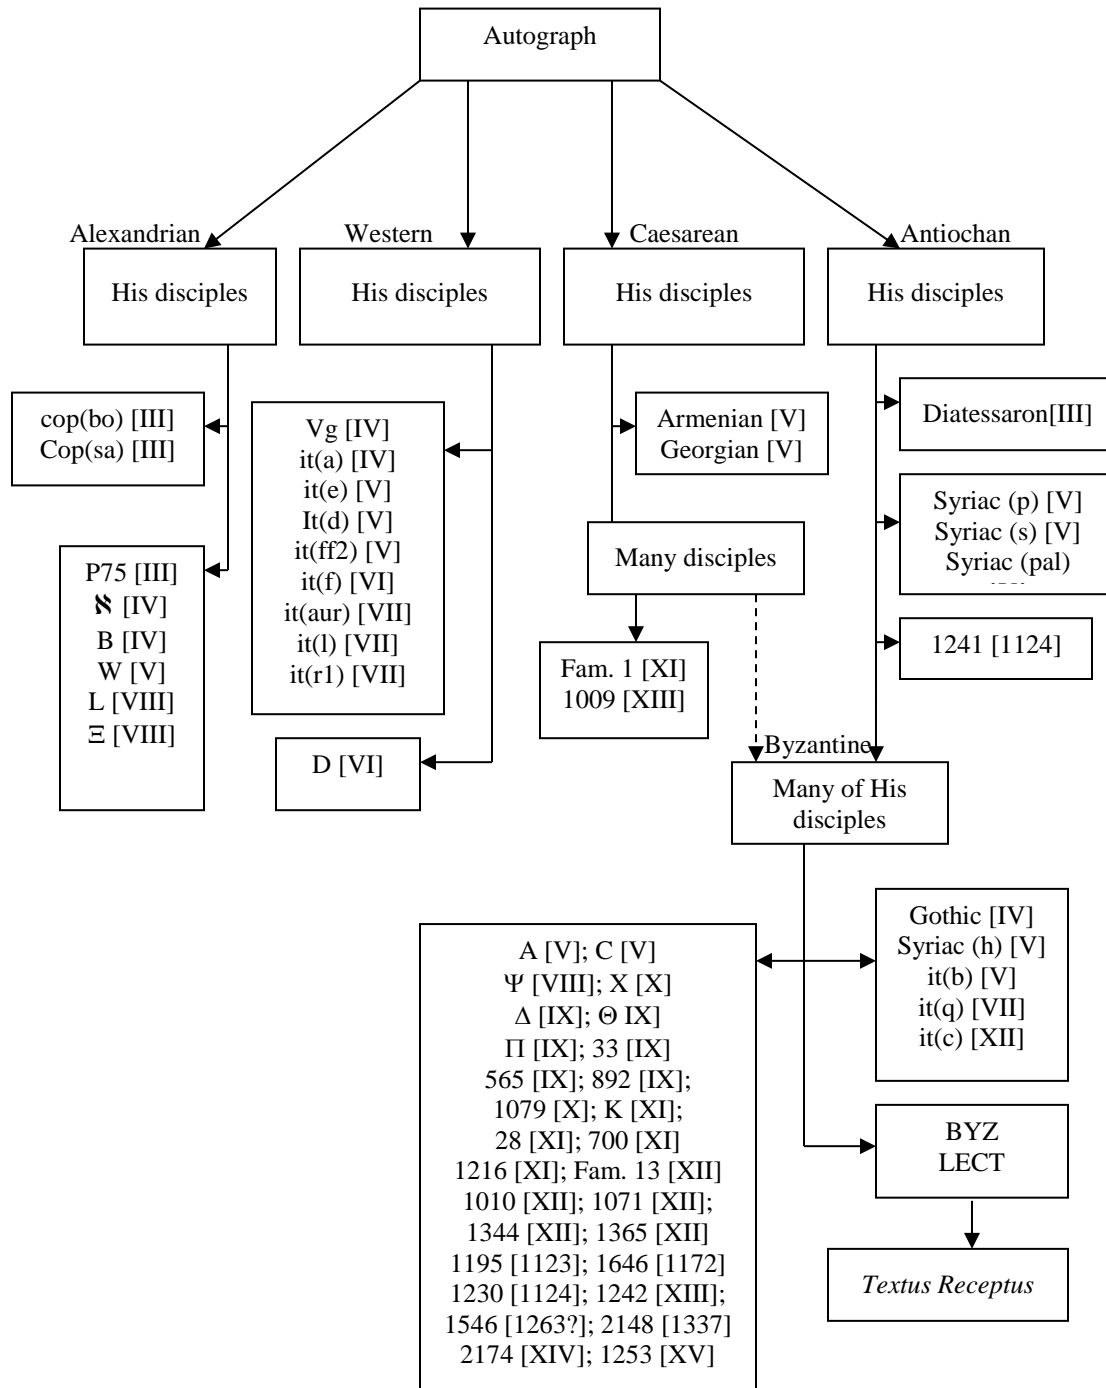 Autograph
Alexandrian
Western
Caesarean
Antiochan
His disciples
His disciples
His disciples
His disciples
cop(bo) [III]
Cop(sa) [III]
P75 [III]
ℵ [IV]
B [IV]
W [V]
L [VIII]
Ξ [VIII]
Vg [IV]
it(a) [IV]
it(e) [V]
It(d) [V]
it(ff2) [V]
it(f) [VI]
it(aur) [VII]
it(l) [VII]
it(r1) [VII]
D [VI]
Armenian [V]
Georgian [V]
Many disciples
Fam. 1 [XI]
1009 [XIII]
Diatessaron[III]
Syriac (p) [V]
Syriac (s) [V]
Syriac (pal)
1241 [1124]
Byzantine
Many of His
disciples
A [V]; C [V]
Ψ [VIII]; X [X]
Δ [IX]; Θ IX]
Π [IX]; 33 [IX]
565 [IX]; 892 [IX];
1079 [X]; K [XI];
28 [XI]; 700 [XI]
1216 [XI]; Fam. 13 [XII]
1010 [XII]; 1071 [XII];
1344 [XII]; 1365 [XII]
1195 [1123]; 1646 [1172]
1230 [1124]; 1242 [XIII];
1546 [1263?]; 2148 [1337]
2174 [XIV]; 1253 [XV]
Gothic [IV]
Syriac (h) [V]
it(b) [V]
it(q) [VII]
it(c) [XII]
BYZ
LECT
Textus Receptus